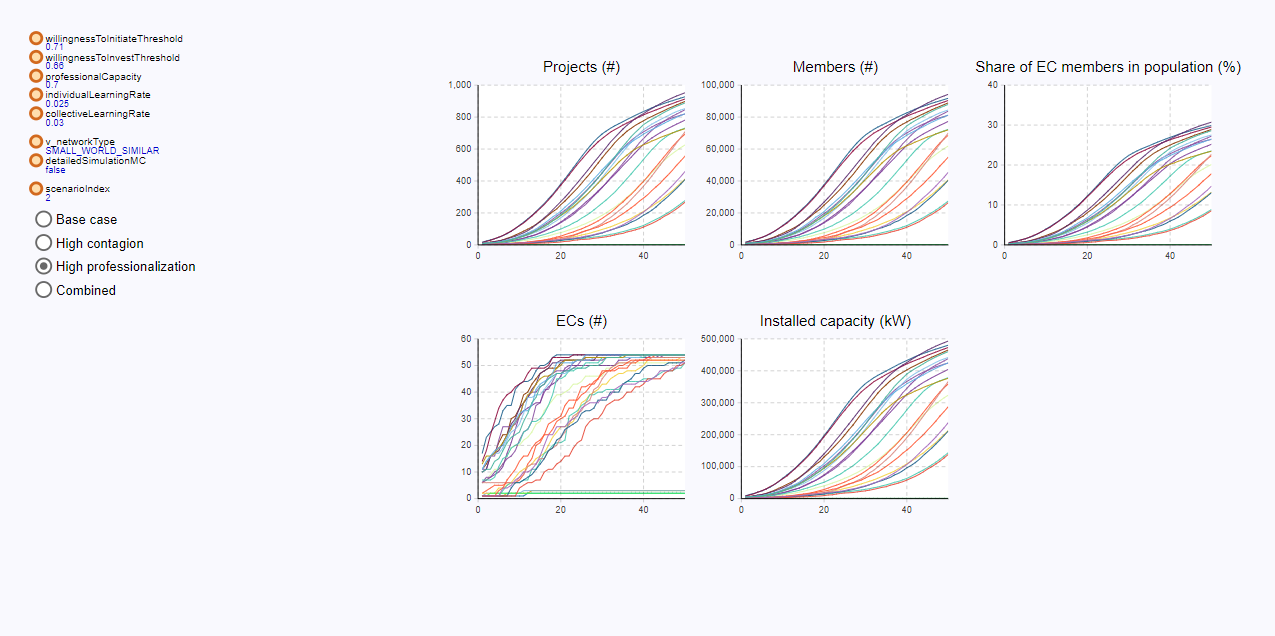 willingnessToInitiateThreshold
0.71
willingnessToInvestThreshold
0.66
professionalCapacity
0.7
individualLearningRate
0.025
collectiveLearningRate
0.03
v_networkType
SMALL_WORLD_SIMILAR
detailedSimulationMC
false
scenarioIndex
2
Base case
High contagion
High professionalization
Combined
Projects (#)
1,000
800
600
400
200
0
0 20 40
Members (#)
100,000
80,000
60,000
40,000
20,000
0
0 20 40
Share of EC members in population (%)
40
30
20
10
0
0 20 40
ECs (#)
60
50
40
30
20
10
0
0 20 40
Installed capacity (kW)
500,000
400,000
300,000
200,000
100,000
0
0 20 40